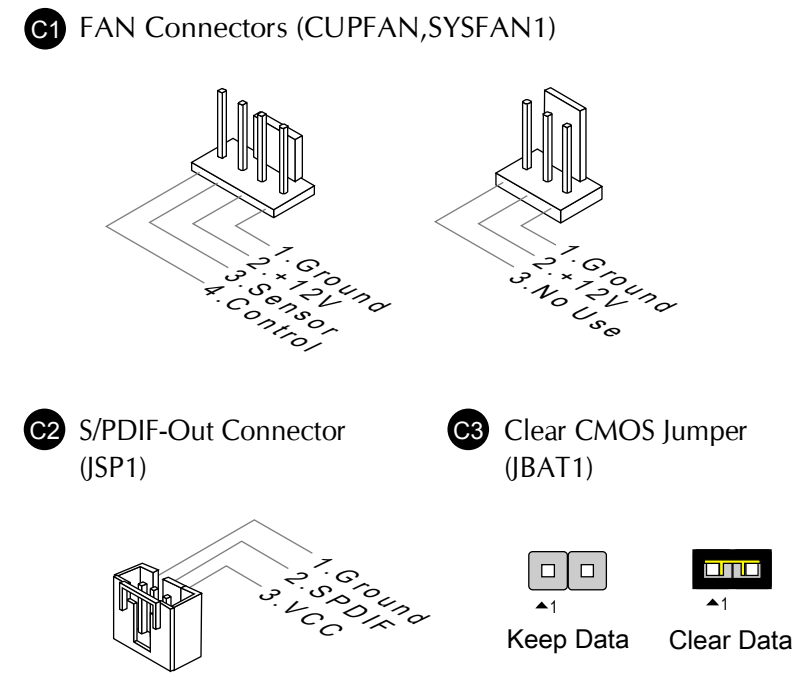 C1 FAN Connectors (CUPFAN,SYSFAN1)
1.Ground
2.+12V
3.Sensor
4.Control
1.Ground
2.+12V
3.No Use
C2 S/PDIF-Out Connector
(JSP1)
1.Ground
2.SPDIF
3.VCC
C3 Clear CMOS Jumper
(JBAT1)
1
Keep Data
1
Clear Data